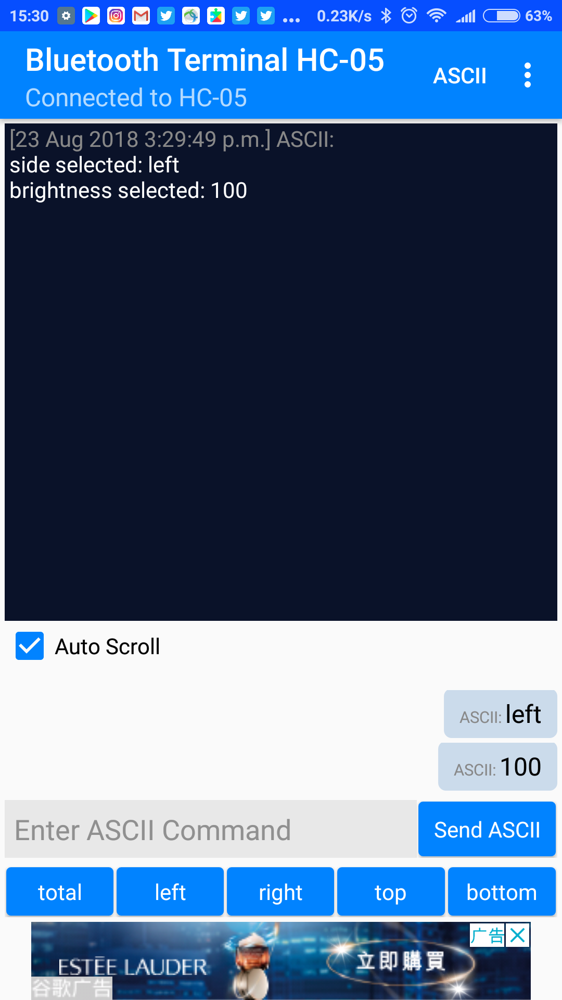 15:30 0.23K/s 63%
Bluetooth Terminal HC-05
Connected to HC-05
ASCII
[23 Aug 2018 3:29:49 p.m.] ASCII:
side selected: left
brightness selected: 100
Auto Scroll
ASCII: left
ASCII: 100
Enter ASCII Command
Send ASCII
total left right top bottom
广告
ESTĒE LAUDER
立即購買
谷歌广告